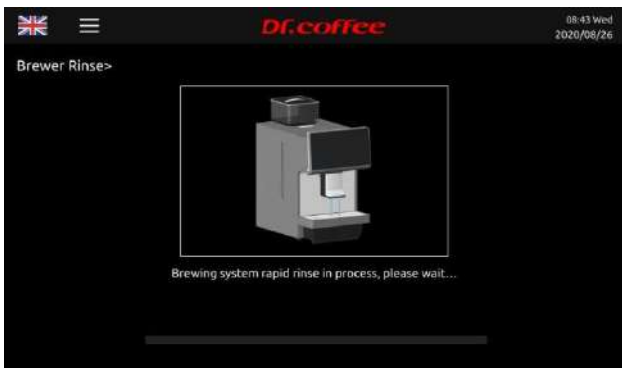 Dr.coffee
08:43 Wed
2020/08/26
Brewer Rinse>
Brewing system rapid rinse in process, please wait...